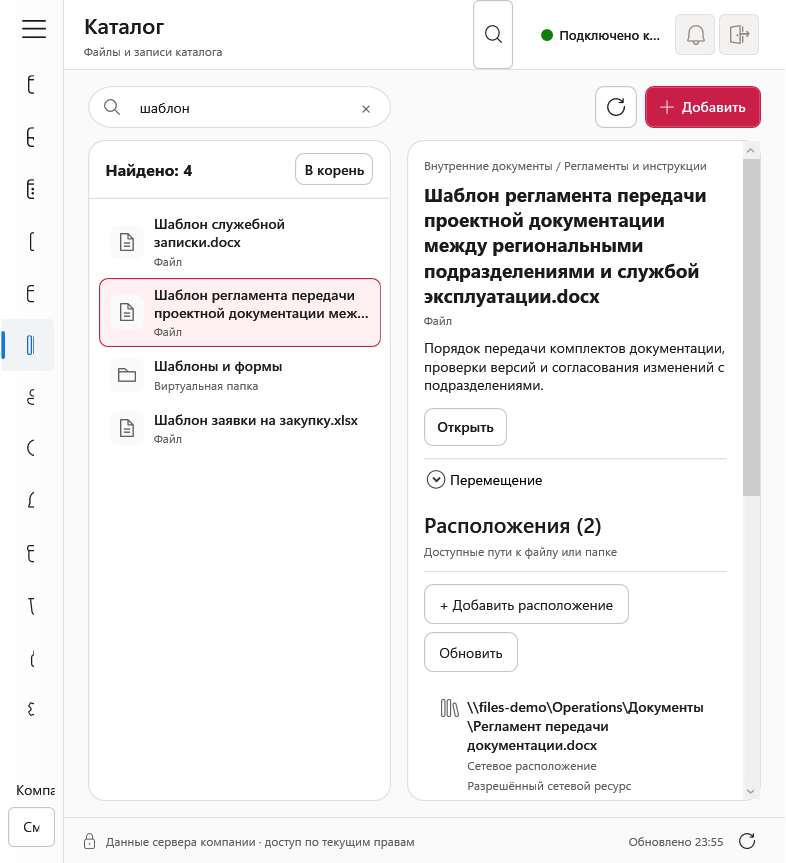 Каталог
Файлы и записи каталога
Подключено к...
шаблон
Добавить
Найдено: 4
В корень
Шаблон служебной
записки.docx
Файл
Шаблон регламента передачи
проектной документации меж...
Файл
Шаблоны и формы
Виртуальная папка
Шаблон заявки на закупку.xlsx
Файл
Внутренние документы / Регламенты и инструкции
Шаблон регламента передачи
проектной документации
между региональными
подразделениями и службой
эксплуатации.docx
Файл
Порядок передачи комплектов документации,
проверки версий и согласования изменений с
подразделениями.
Открыть
Перемещение
Расположения (2)
Доступные пути к файлу или папке
+ Добавить расположение
Обновить
\\files-demo\Operations\Документы
\Регламент передачи
документации.docx
Сетевое расположение
Разрешённый сетевой ресурс
Компа
См
Данные сервера компании · доступ по текущим правам
Обновлено 23:55